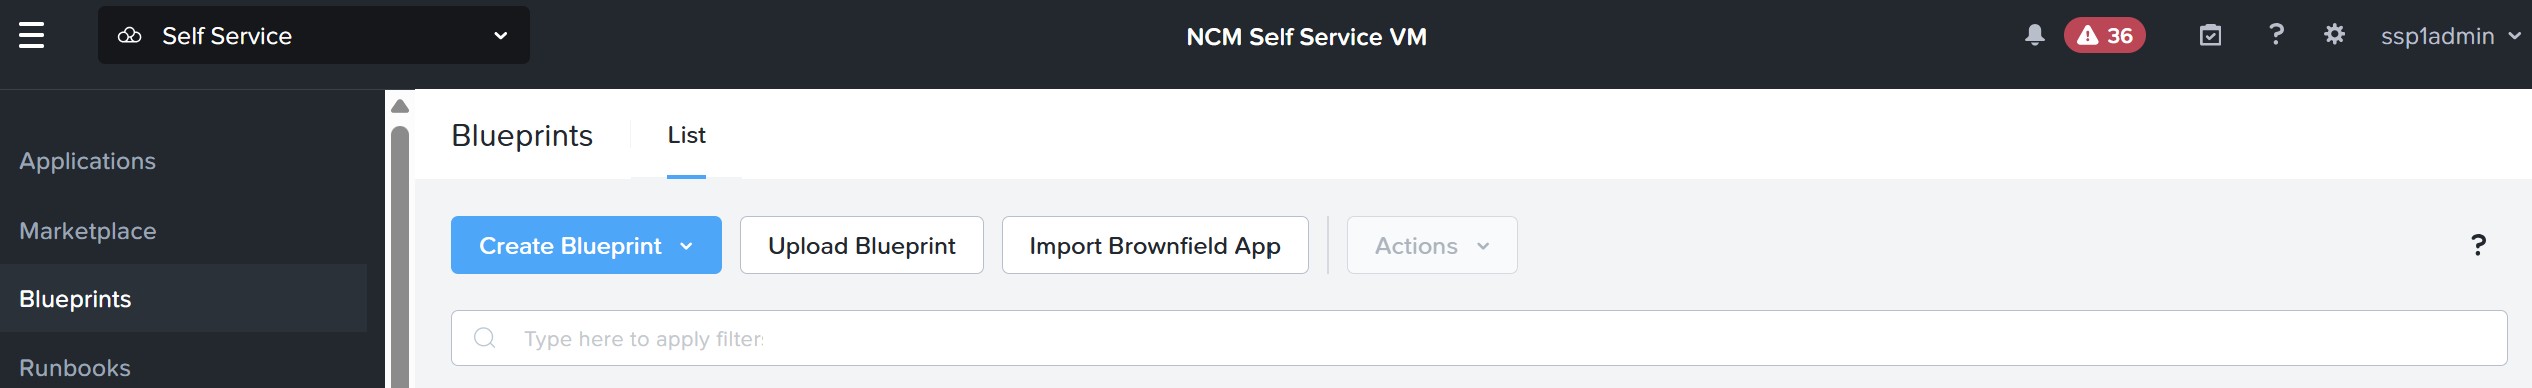 Self Service
NCM Self Service VM
36
?
ssp1admin
Applications
Marketplace
Blueprints
Runbooks
Blueprints
List
Create Blueprint
Upload Blueprint
Import Brownfield App
Actions
?
Type here to apply filters